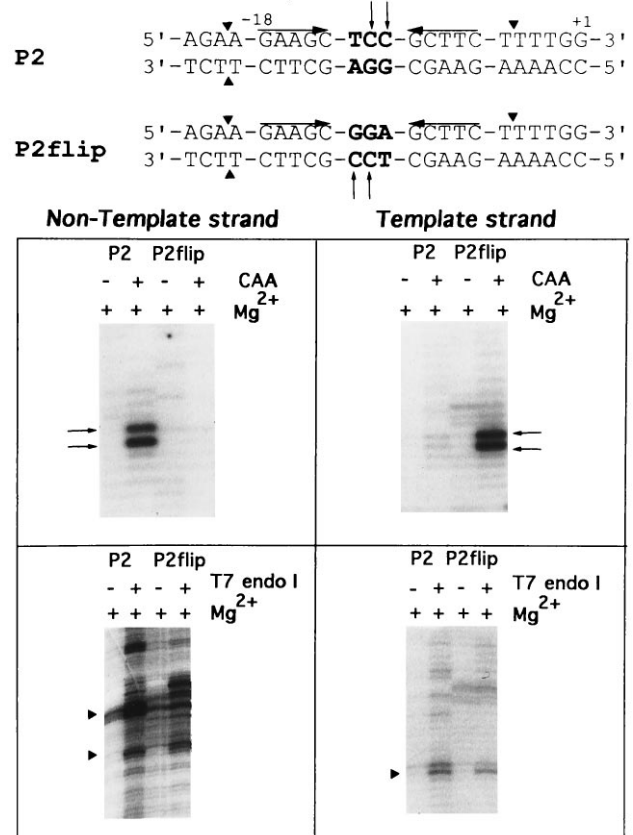 -18 +1
5'-AGAA-GAAGC-TCC-GCTTC-TTTTGG-3'
P2
3'-TCTT-CTTCG-AGG-CGAAG-AAAACC-5'
5'-AGAA-GAAGC-GGA-GCTTC-TTTTGG-3'
P2flip
3'-TCTT-CTTCG-CCT-CGAAG-AAAACC-5'
Non-Template strand Template strand
P2 P2flip
- + - + CAA
+ + + + Mg2+
P2 P2flip
- + - + CAA
+ + + + Mg2+
P2 P2flip
- + - + T7 endo I
+ + + + Mg2+
P2 P2flip
- + - + T7 endo I
+ + + + Mg2+